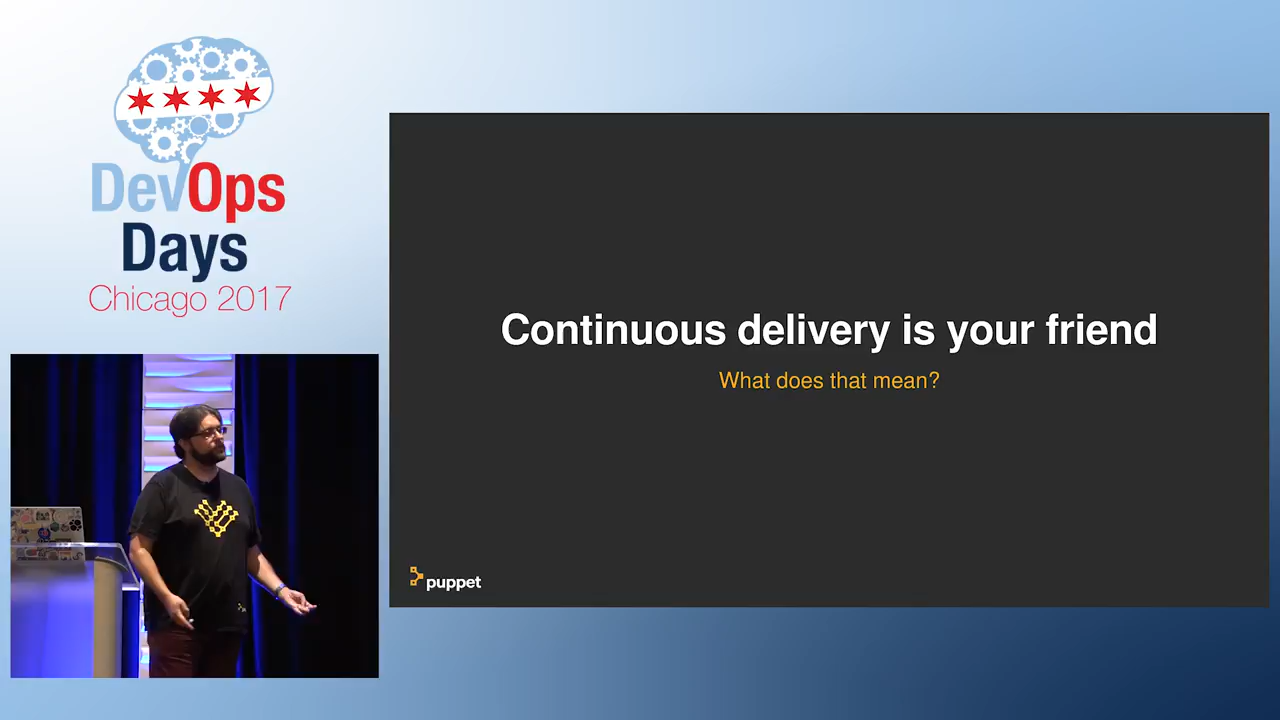 DevOps
Days
Chicago 2017
Continuous delivery is your friend
What does that mean?
puppet